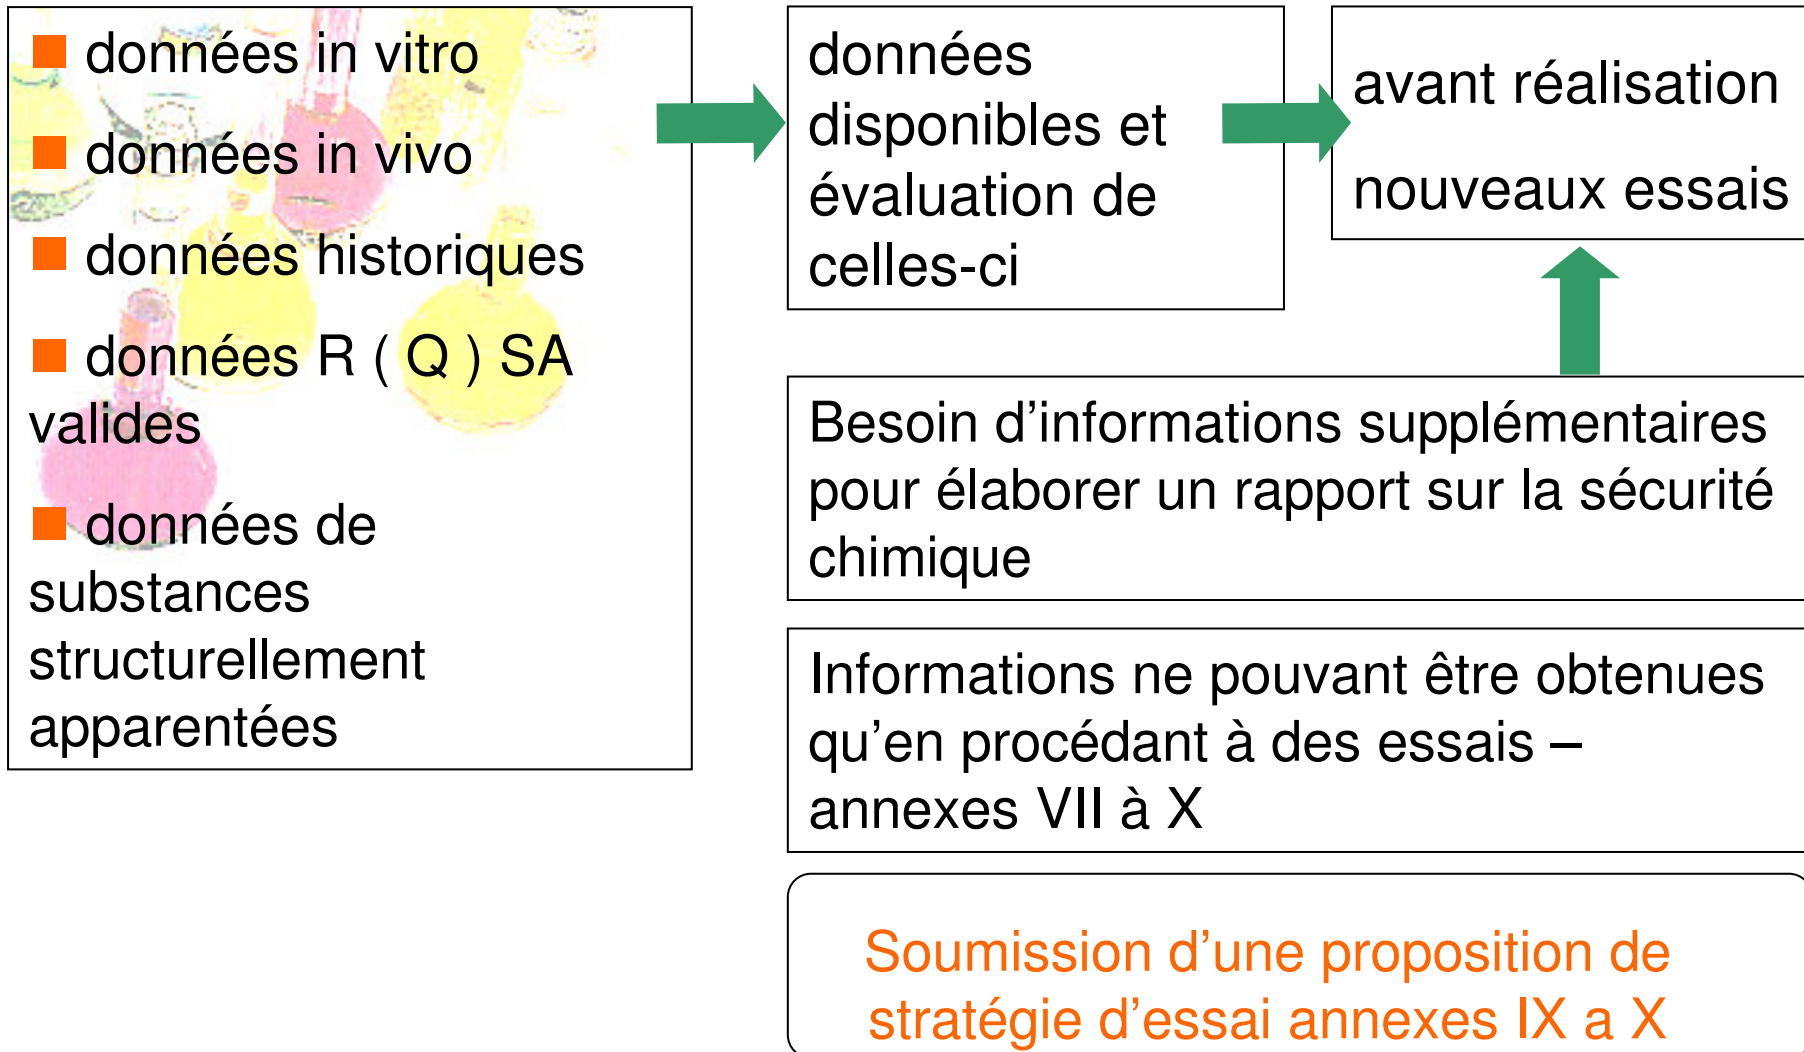 données in vitro
données in vivo
données historiques
données R ( Q ) SA
valides
données de
substances
structurellement
apparentées
données
disponibles et
évaluation de
celles-ci
avant réalisation
nouveaux essais
Besoin d’informations supplémentaires
pour élaborer un rapport sur la sécurité
chimique
Informations ne pouvant être obtenues
qu’en procédant à des essais –
annexes VII à X
Soumission d’une proposition de
stratégie d’essai annexes IX a X